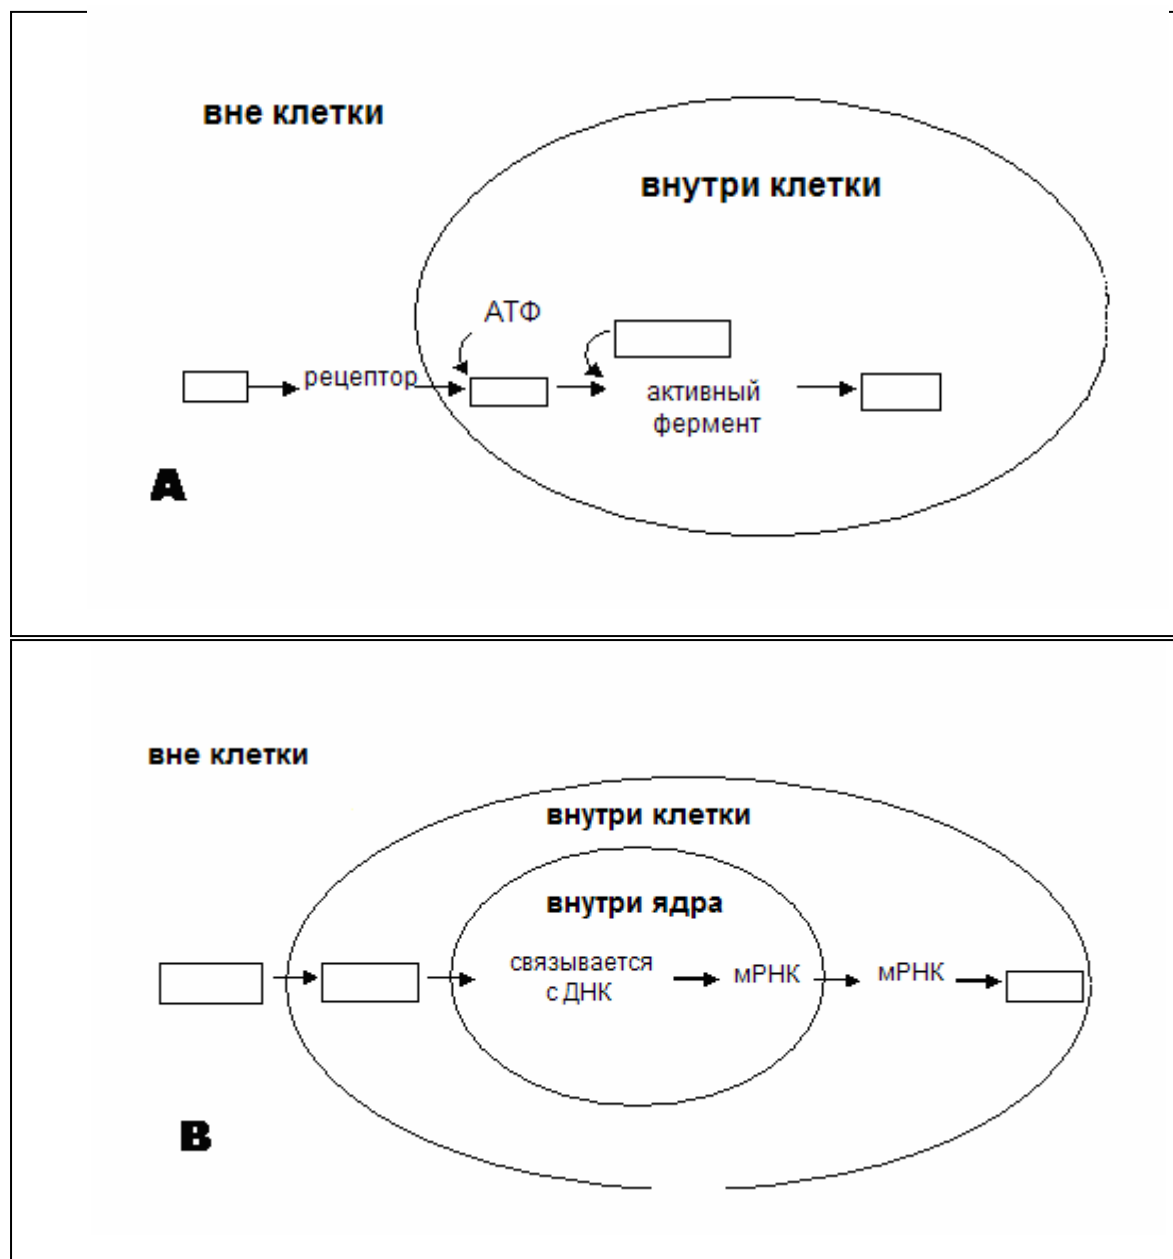 вне клетки
внутри клетки
АТФ
рецептор
активный
фермент
А
вне клетки
внутри клетки
внутри ядра
связывается
с ДНК
мРНК
мРНК
В